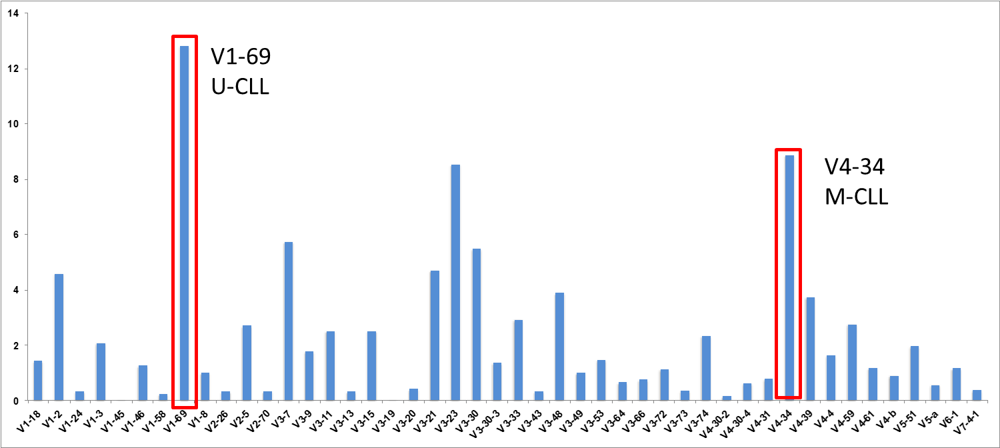 14
12
10
8
6
4
2
0
V1-69
U-CLL
V4-34
M-CLL
V1-18
V1-2
V1-24
V1-3
V1-45
V1-46
V1-58
V1-69
V1-8
V2-26
V2-5
V2-70
V3-7
V3-9
V3-11
V3-13
V3-15
V3-19
V3-20
V3-21
V3-23
V3-30
V3-30-3
V3-33
V3-43
V3-48
V3-49
V3-53
V3-64
V3-66
V3-72
V3-73
V3-74
V4-30-2
V4-30-4
V4-31
V4-34
V4-39
V4-4
V4-59
V4-61
V4-b
V5-51
V5-a
V6-1
V7-4-1